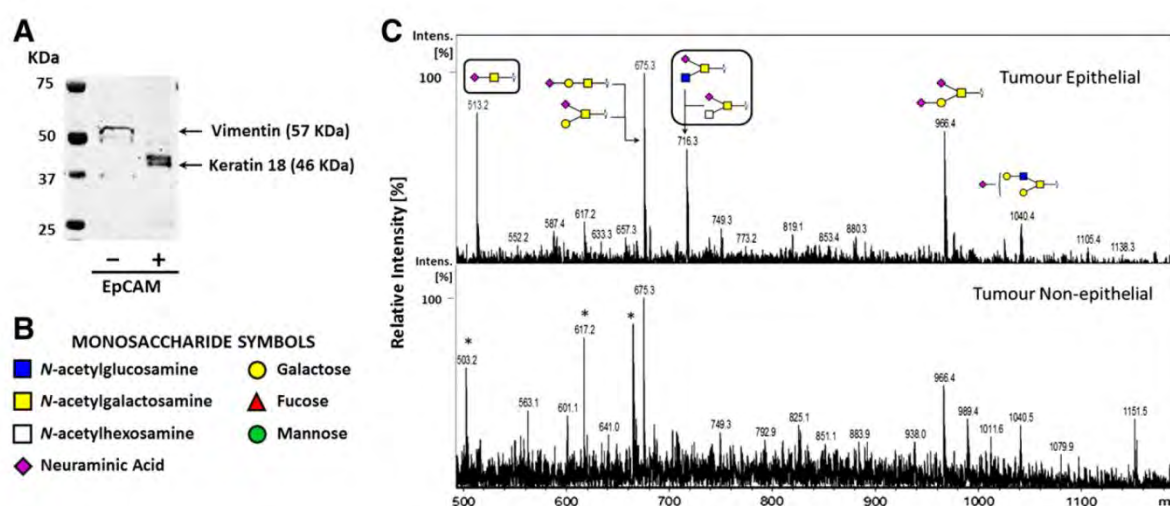 A
KDa
75
50
37
25
Vimentin (57 KDa)
Keratin 18 (46 KDa)
− +
EpCAM
B
MONOSACCHARIDE SYMBOLS
N-acetylglucosamine
Galactose
N-acetylgalactosamine
Fucose
N-acetylhexosamine
Mannose
Neuraminic Acid
C
Relative Intensity [%]
Intens.
[%]
100
Tumour Epithelial
513.2
552.2
587.4
617.2
633.3
657.3
675.3
716.3
749.3
773.2
819.1
853.4
880.3
966.4
1040.4
1105.4
1138.3
Intens.
[%]
100
Tumour Non-epithelial
*
503.2
563.1
601.1
*
617.2
641.0
*
675.3
749.3
792.9
825.1
851.1
883.9
938.0
966.4
989.4
1011.6
1040.5
1079.9
1151.5
500 600 700 800 900 1000 1100